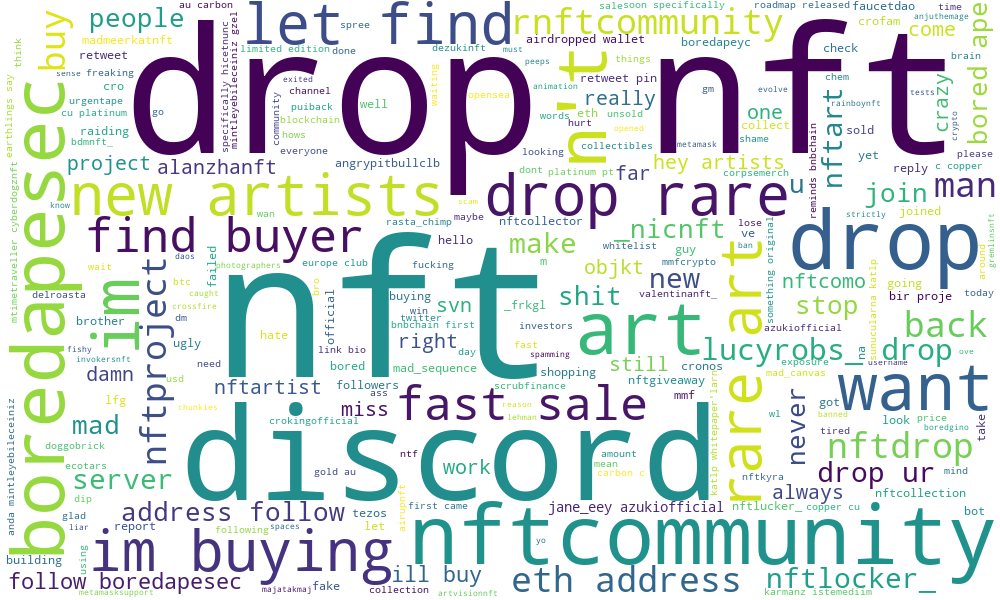 au carbon
spree
salesoon specifically
roadmap released
faucetdao
people
let find
rnftcommunity
time
crofam
anjuthemage
madmeerkatnft
airdropped wallet
come
retweet
limited edition
done
dezukinft
must
boredapeyc
check
brain
think
buy
drop nft
n't
peeps
things
sense freaking
exited
animation
retweet pin
chem
evolve
cro
channel
opensea
gm
rainboynft
tests
urgentape
puiback
well
waiting
really
one
crazy
bored ape
cu platinum
go
blockchain
eth unsold
collect
nftart
crypto
raiding
community
words
hurt
shame
sold
bdmnft_
hows
collectibles
metamask
please
earthlings say
specifically hicetnunc
mintleyebileceiniz gzel
everyone
looking
opened
hey artists
yet
c copper
project
alanzhanft
angrypitbullclb
dont
platinum pt
far
corpsemerch
reminds bnbchain
reply
new artists
drop rare
u
join
man
know
wan
scam
nftcollector
_nicnft
lose
joined
find buyer
rasta_chimp
maybe
whitelist
guy
ve
ban
strictly
drop
daos
hello
make
mmfcrypto
something original
boredapesec
im
mtimetraveller cyberdogznft
wait
failed
photographers
europe club
fucking
m
objkt
new
nftcomo
going
around
gremlinsnft
delroasta
btc
caught
bro
official
buying
win
svn
_frkgl
shit
valentinanft_
stop
bir proje
today
nftproject
crossfire
nft
art
rare art
brother
dm
twitter
bnbchain first
investors
azukiofficial
back
fishy
ugly
hate
link bio
right
day
fast
spamming
lucyrobs_
na
drop
sunucularna katlp
ove
invokersnft
need
bored
mad_sequence
shopping
still
cronos
exposure
username
damn
usd
nftartist
followers
scrubfinance
nftgiveaway
mad_canvas
want
lfg
ass
miss
fast sale
mmf
never
wl
got
banned
look
price
boredgino
take
chunkies
reason
lehman
mad
doggobrick
crokingofficial
tired
nftdrop
anda mintleyebileceiniz
ntf
discord
work
amount
mean
carbon c
katlp whitepaper'larn
ecotars
server
gold au
nftkyra
drop ur
mind
dip
always
nftcollection
glad
liar
address follow
tezos
first came
jane_eey azukiofficial
nftlucker_
copper cu
bot
report
following
spaces
let
airupnft
yo
nftcommunity
building
using
im buying
follow boredapesec
metamasksupport
majatakmaj
fake
collection
ill buy
artvisionnft
eth address
nftlocker_
karmanz istemediim